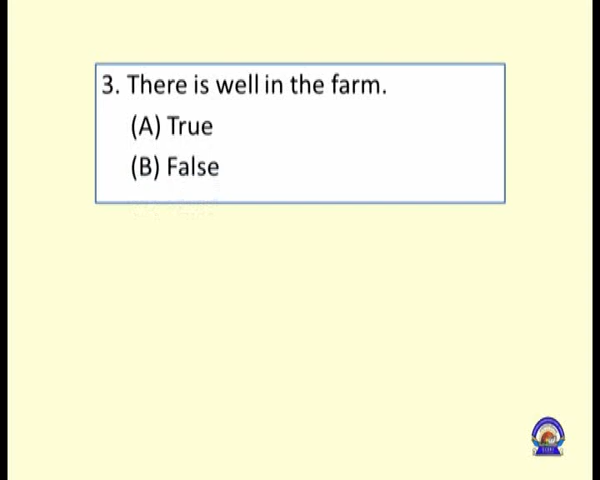 3. There is well in the farm.
(A) True
(B) False